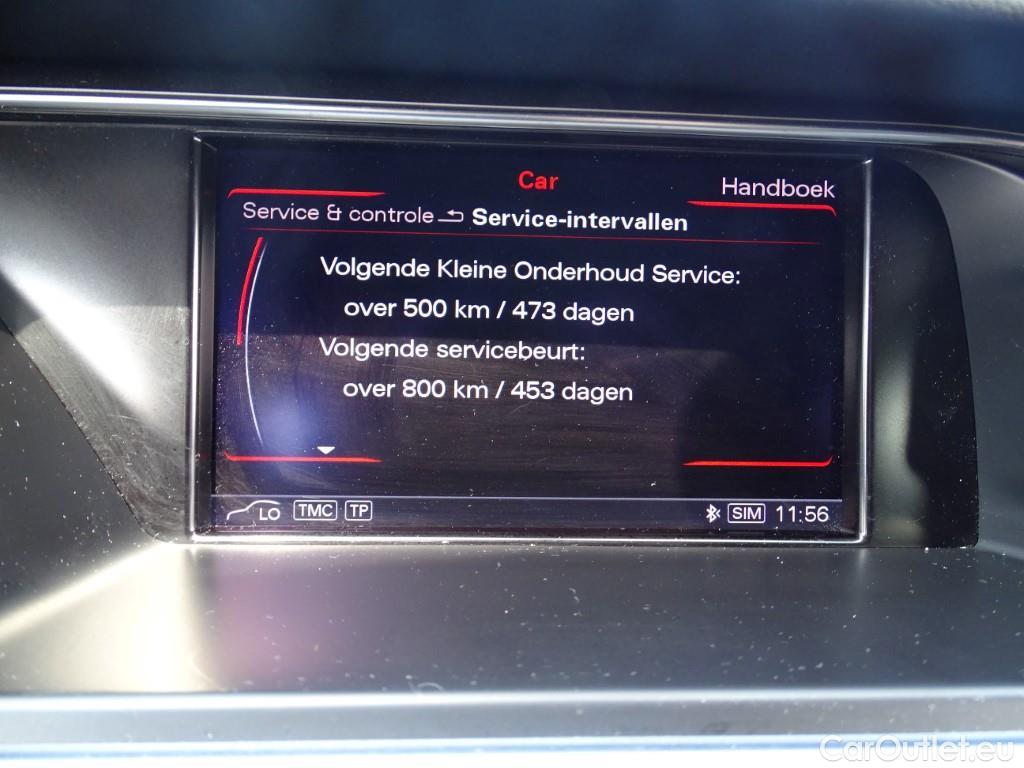 Car
Handboek
Service & controle Service-intervallen
Volgende Kleine Onderhoud Service:
over 500 km / 473 dagen
Volgende servicebeurt:
over 800 km / 453 dagen
LO TMC TP SIM 11:56
CarOutlet.eu